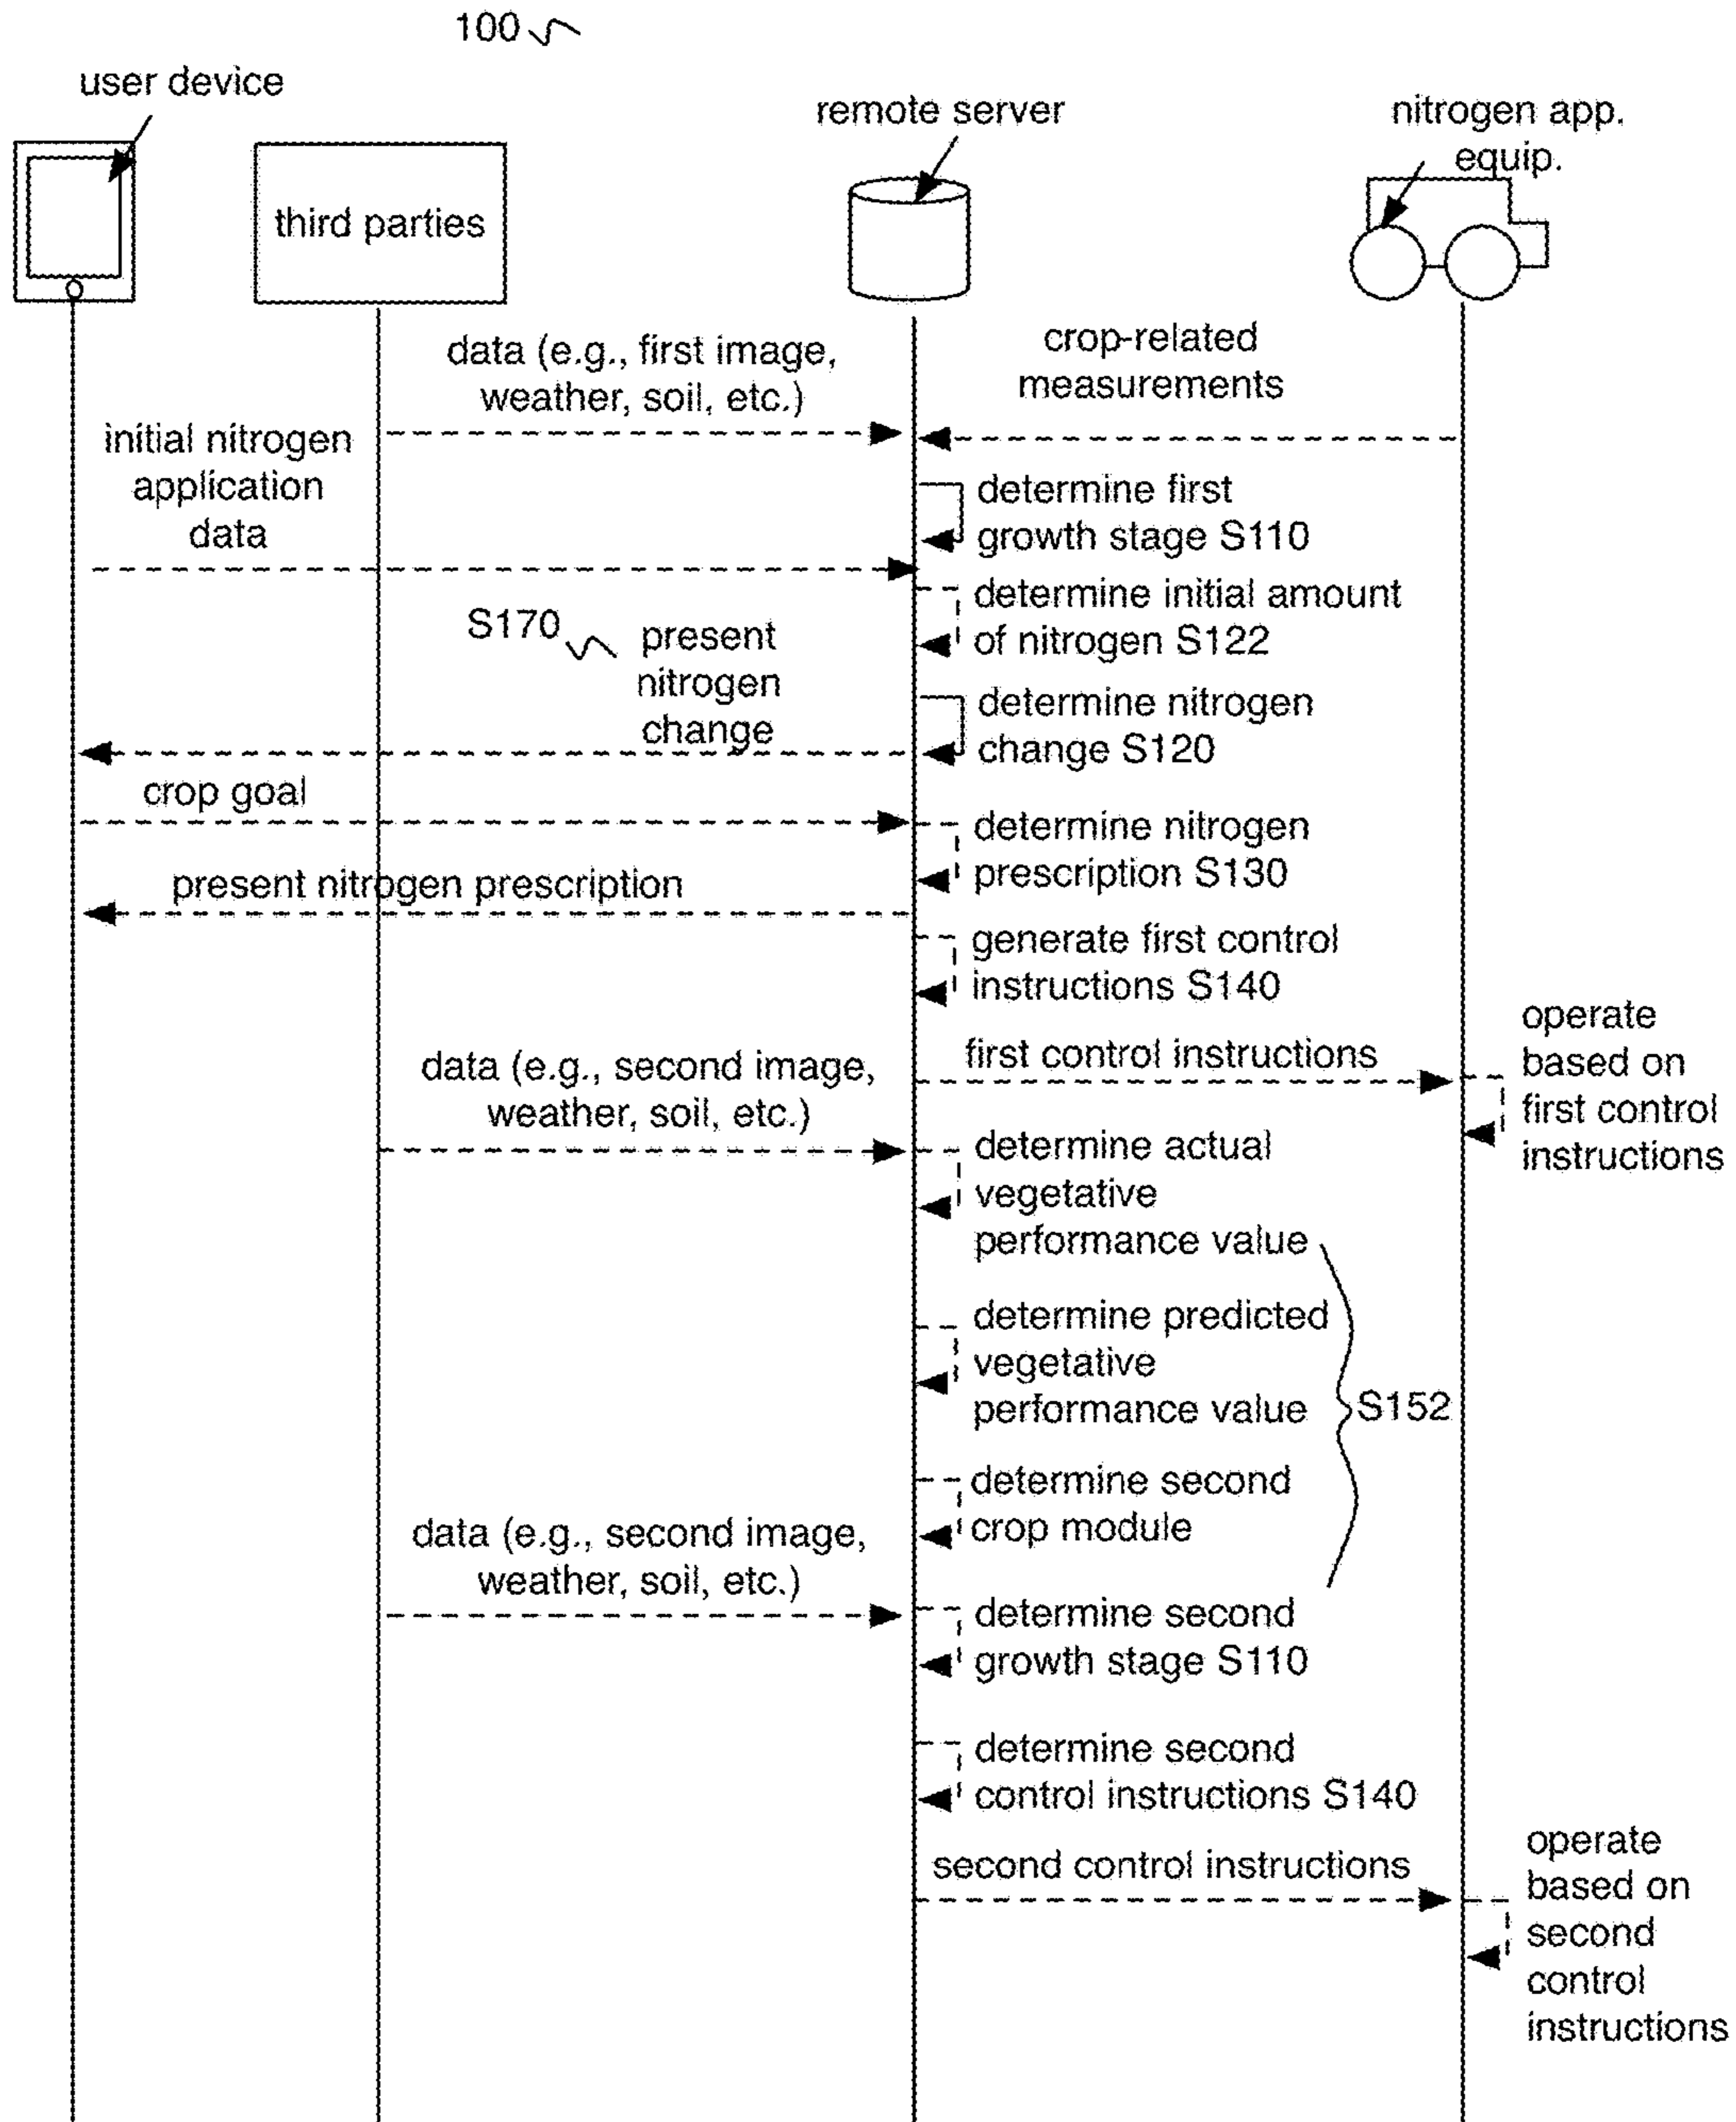 100
user device
third parties
remote server
nitrogen app.
equip.
data (e.g., first image,
weather, soil, etc.)
crop-related
measurements
initial nitrogen
application
data
determine first
growth stage S110
determine initial amount
of nitrogen S122
S170
present
nitrogen
change
determine nitrogen
change S120
crop goal
determine nitrogen
prescription S130
present nitrogen prescription
generate first control
instructions S140
first control instructions
operate
based on
first control
instructions
data (e.g., second image,
weather, soil, etc.)
determine actual
vegetative
performance value
determine predicted
vegetative
performance value
S152
determine second
crop module
data (e.g., second image,
weather, soil, etc.)
determine second
growth stage S110
determine second
control instructions S140
second control instructions
operate
based on
second
control
instructions